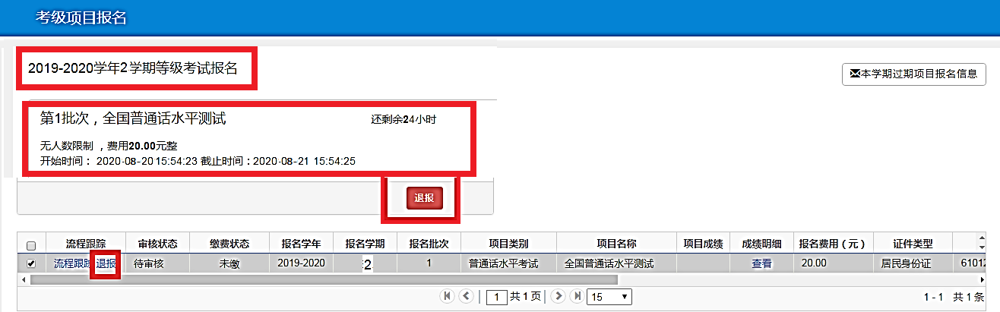 考级项目报名
2019-2020学年2学期等级考试报名
本学期过期项目报名信息
第1批次，全国普通话水平测试 还剩余24小时
无人数限制 ，费用20.00元整
开始时间： 2020-08-20 15:54:23 截止时间：2020-08-21 15:54:25
退报
流程跟踪 审核状态 缴费状态 报名学年 报名学期 报名批次 项目类别 项目名称 项目成绩 成绩明细 报名费用（元） 证件类型
流程跟踪 退报 待审核 未缴 2019-2020 2 1 普通话水平考试 全国普通话水平测试 查看 20.00 居民身份证 61012
1 共 1 页 15 1 - 1 共 1 条